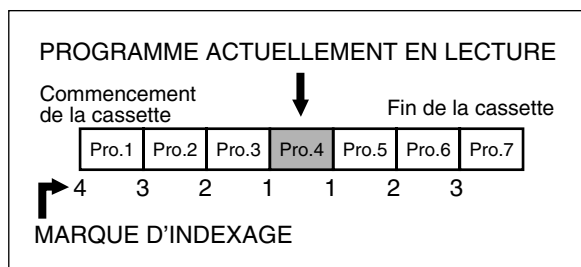 PROGRAMME ACTUELLEMENT EN LECTURE
Commencement
de la cassette
Fin de la cassette
Pro.1 Pro.2 Pro.3 Pro.4 Pro.5 Pro.6 Pro.7
4 3 2 1 1 2 3
MARQUE D'INDEXAGE